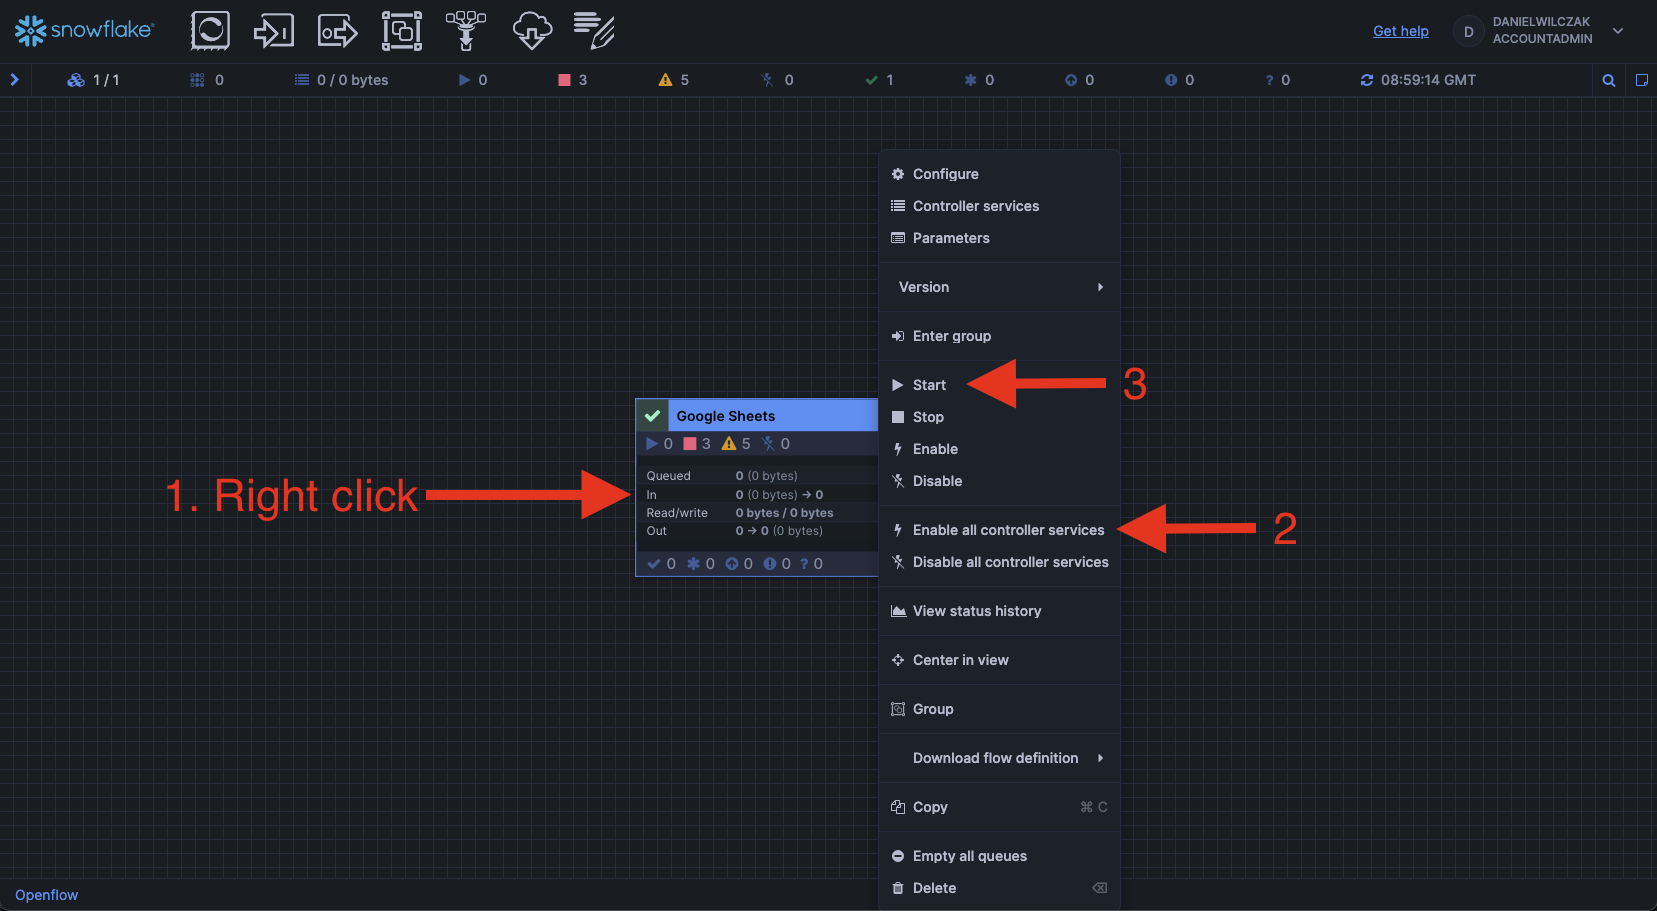 snowflake
Get help
D
DANIELWILCZAK
ACCOUNTADMIN
1 / 1
0
0 / 0 bytes
0
3
5
0
1
0
0
0
? 0
08:59:14 GMT
Configure
Controller services
Parameters
Version
Enter group
Start
3
Stop
Enable
Disable
Enable all controller services
2
Disable all controller services
View status history
Center in view
Group
Download flow definition
Copy ⌘ C
Empty all queues
Delete
Google Sheets
0 3 5 0
Queued 0 (0 bytes)
In 0 (0 bytes) → 0
Read/write 0 bytes / 0 bytes
Out 0 → 0 (0 bytes)
0 0 0 0 ? 0
1. Right click
Openflow